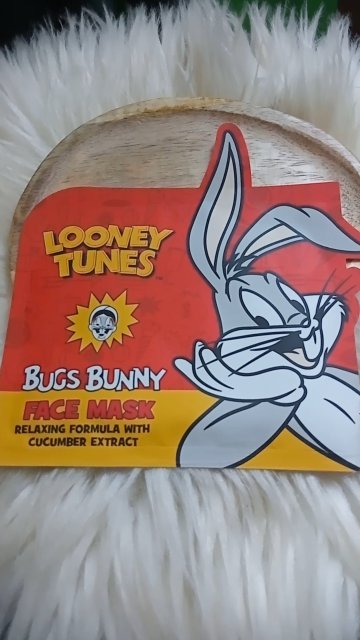 LOONEY
TUNES
BUGS BUNNY
FACE MASK
RELAXING FORMULA WITH
CUCUMBER EXTRACT